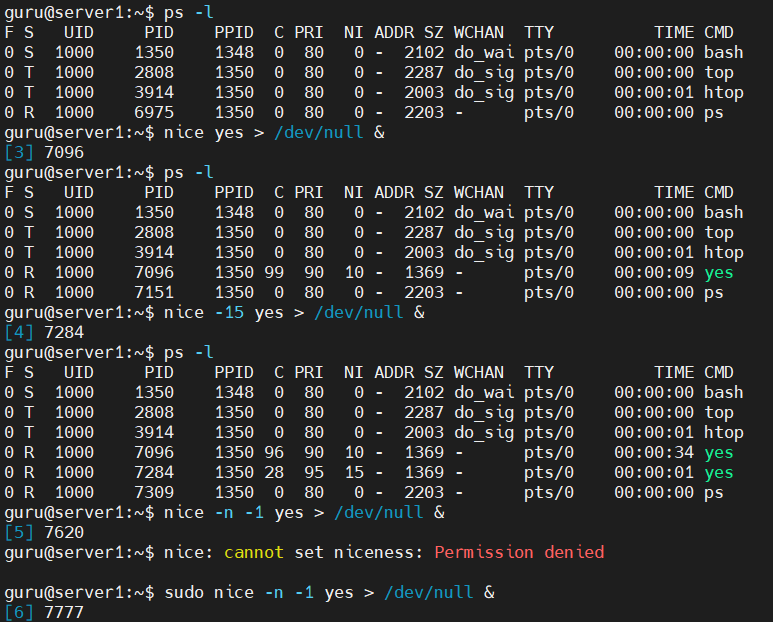 guru@server1:~$ ps -l
F S   UID     PID    PPID  C PRI  NI ADDR SZ WCHAN  TTY          TIME CMD
0 S  1000    1350    1348  0  80   0 -  2102 do_wai pts/0    00:00:00 bash
0 T  1000    2808    1350  0  80   0 -  2287 do_sig pts/0    00:00:00 top
0 T  1000    3914    1350  0  80   0 -  2003 do_sig pts/0    00:00:01 htop
0 R  1000    6975    1350  0  80   0 -  2203 -      pts/0    00:00:00 ps
guru@server1:~$ nice yes > /dev/null &
[3] 7096
guru@server1:~$ ps -l
F S   UID     PID    PPID  C PRI  NI ADDR SZ WCHAN  TTY          TIME CMD
0 S  1000    1350    1348  0  80   0 -  2102 do_wai pts/0    00:00:00 bash
0 T  1000    2808    1350  0  80   0 -  2287 do_sig pts/0    00:00:00 top
0 T  1000    3914    1350  0  80   0 -  2003 do_sig pts/0    00:00:01 htop
0 R  1000    7096    1350 99  90  10 -  1369 -      pts/0    00:00:09 yes
0 R  1000    7151    1350  0  80   0 -  2203 -      pts/0    00:00:00 ps
guru@server1:~$ nice -15 yes > /dev/null &
[4] 7284
guru@server1:~$ ps -l
F S   UID     PID    PPID  C PRI  NI ADDR SZ WCHAN  TTY          TIME CMD
0 S  1000    1350    1348  0  80   0 -  2102 do_wai pts/0    00:00:00 bash
0 T  1000    2808    1350  0  80   0 -  2287 do_sig pts/0    00:00:00 top
0 T  1000    3914    1350  0  80   0 -  2003 do_sig pts/0    00:00:01 htop
0 R  1000    7096    1350 96  90  10 -  1369 -      pts/0    00:00:34 yes
0 R  1000    7284    1350 28  95  15 -  1369 -      pts/0    00:00:01 yes
0 R  1000    7309    1350  0  80   0 -  2203 -      pts/0    00:00:00 ps
guru@server1:~$ nice -n -1 yes > /dev/null &
[5] 7620
guru@server1:~$ nice: cannot set niceness: Permission denied
guru@server1:~$ sudo nice -n -1 yes > /dev/null &
[6] 7777